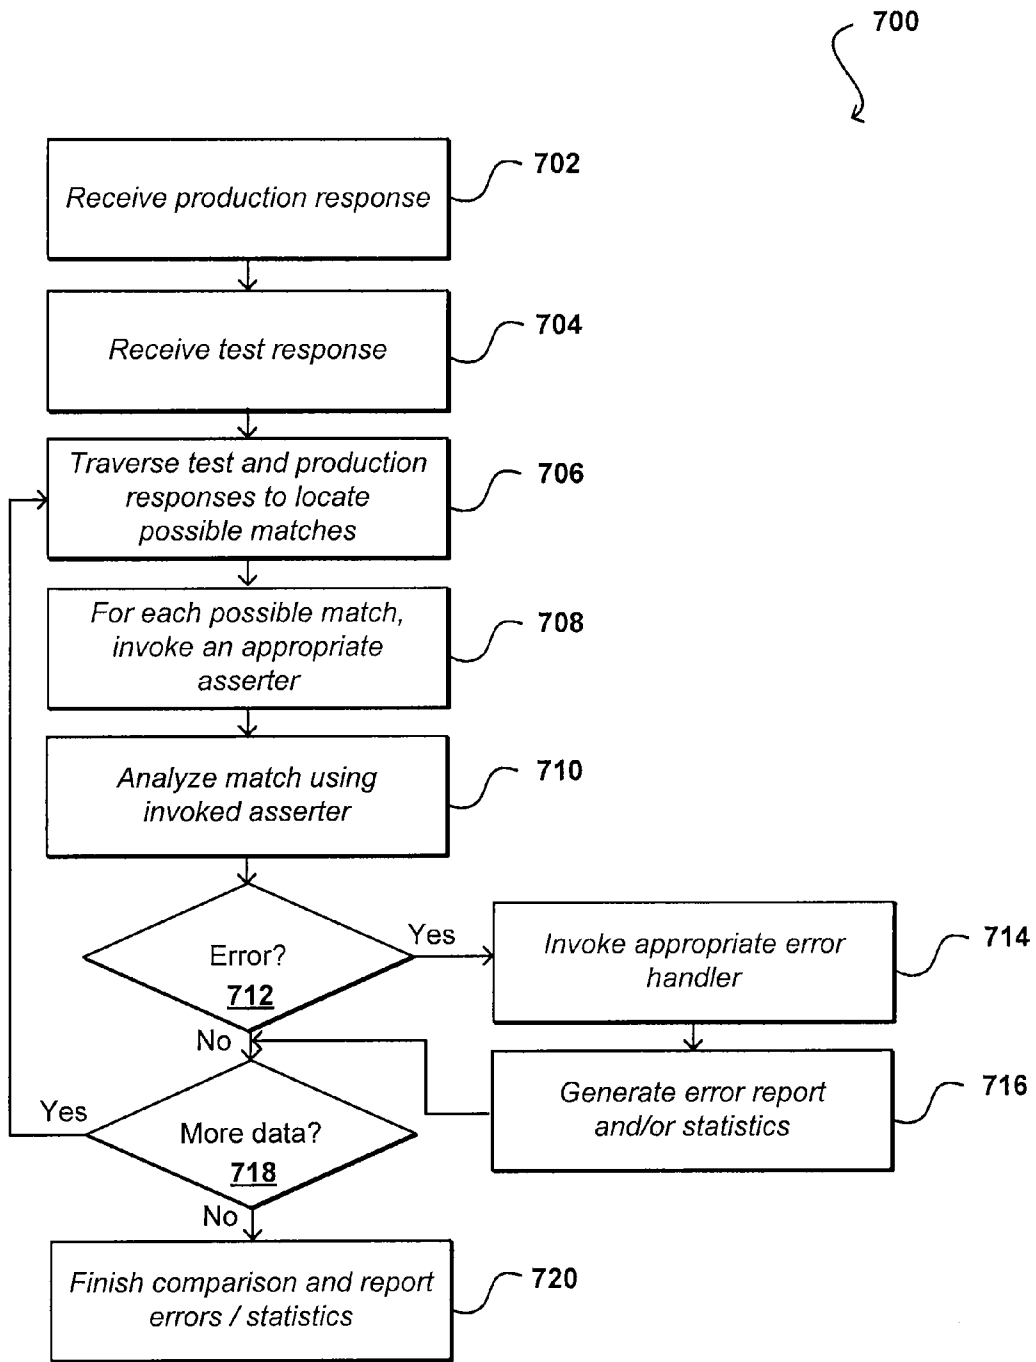 700
Receive production response
702
Receive test response
704
Traverse test and production
responses to locate
possible matches
706
For each possible match,
invoke an appropriate
asserter
708
Analyze match using
invoked asserter
710
Error?
712
Yes
No
Invoke appropriate error
handler
714
Generate error report
and/or statistics
716
More data?
718
Yes
No
Finish comparison and report
errors / statistics
720